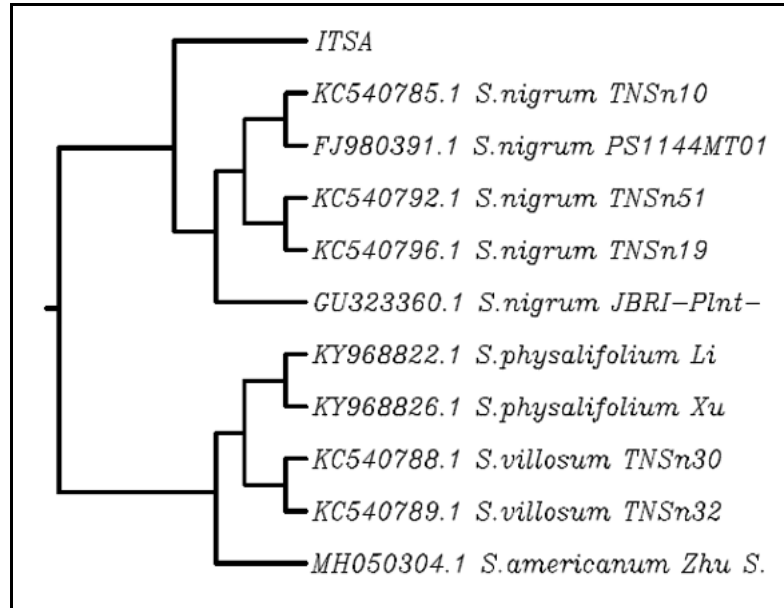 ITSA
KC540785.1 S.nigrum TNSn10
FJ980391.1 S.nigrum PS1144MT01
KC540792.1 S.nigrum TNSn51
KC540796.1 S.nigrum TNSn19
GU323360.1 S.nigrum JBRI-Plnt-
KY968822.1 S.physalifolium Li
KY968826.1 S.physalifolium Xu
KC540788.1 S.villosum TNSn30
KC540789.1 S.villosum TNSn32
MH050304.1 S.americanum Zhu S.